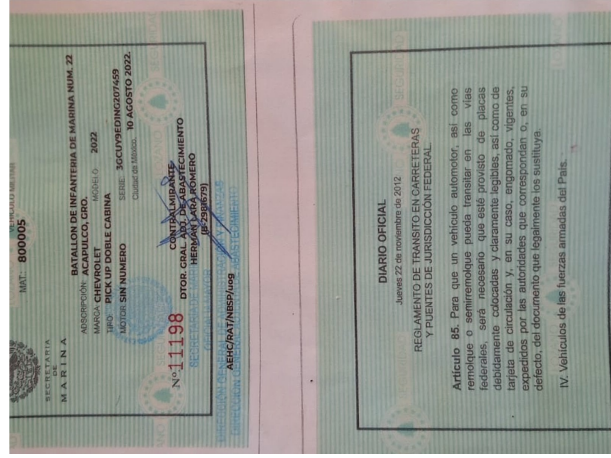 MAT: 800005
SECRETARIA
DE
MARINA
ADSCRIPCIÓN: BATALLON DE INFANTERIA DE MARINA NUM. 22
ACAPULCO, GRO.
MARCA: CHEVROLET MODELO: 2022
TIPO: PICK UP DOBLE CABINA
MOTOR: SIN NUMERO SERIE: 3GCUY9EDING207459
Ciudad de México, 10 AGOSTO 2022.
Nº 11198
CONTRALMIRANTE
DTOR. GRAL. ADJ. DE ABASTECIMIENTO
HERMAN LARA ROMERO
AEHC/RAT/NBSP/uog
DIARIO OFICIAL
Jueves 22 de noviembre de 2012
REGLAMENTO DE TRANSITO EN CARRETERAS
Y PUENTES DE JURISDICCIÓN FEDERAL.
Artículo 85. Para que un vehículo automotor, así como
remolque o semirremolque pueda transitar en las vías
federales, será necesario que esté provisto de placas
debidamente colocadas y claramente legibles, así como de
tarjeta de circulación y, en su caso, engomado, vigentes,
expedidos por las autoridades que correspondan o, en su
defecto, del documento que legalmente los sustituya.
IV. Vehículos de las fuerzas armadas del País.